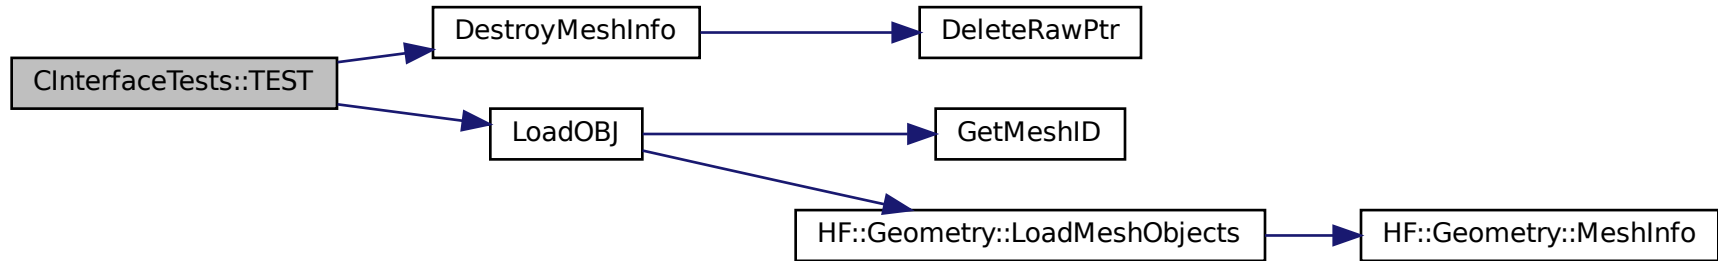 DestroyMeshInfo
DeleteRawPtr
CInterfaceTests::TEST
LoadOBJ
GetMeshID
HF::Geometry::LoadMeshObjects
HF::Geometry::MeshInfo